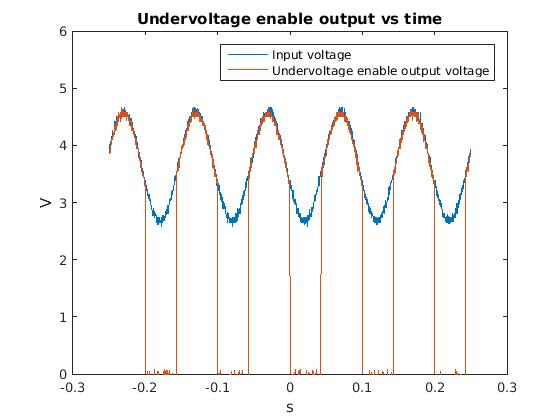 Undervoltage enable output vs time
6
Input voltage
Undervoltage enable output voltage
5
4
V
3
2
1
0
-0.3 -0.2 -0.1 0 0.1 0.2 0.3
s